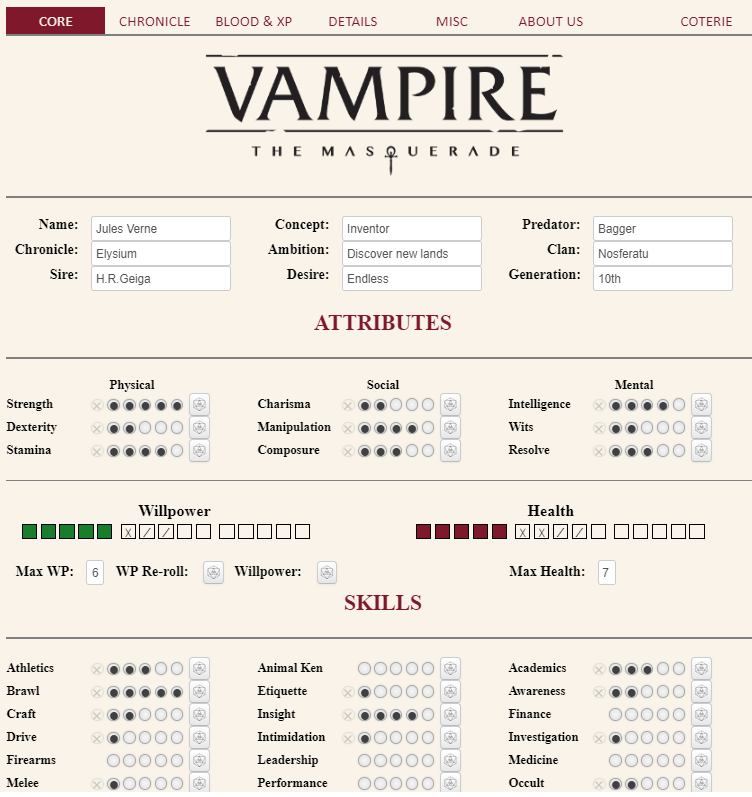 CORE CHRONICLE BLOOD & XP DETAILS MISC ABOUT US COTERIE
VAMPIRE
THE MASQUERADE
Name: Jules Verne Concept: Inventor Predator: Bagger
Chronicle: Elysium Ambition: Discover new lands Clan: Nosferatu
Sire: H.R.Geiga Desire: Endless Generation: 10th
ATTRIBUTES
Physical Social Mental
Strength Charisma Intelligence
Dexterity Manipulation Wits
Stamina Composure Resolve
Willpower Health
X / / X X / /
Max WP: 6 WP Re-roll: Willpower: Max Health: 7
SKILLS
Athletics Animal Ken Academics
Brawl Etiquette Awareness
Craft Insight Finance
Drive Intimidation Investigation
Firearms Leadership Medicine
Melee Performance Occult